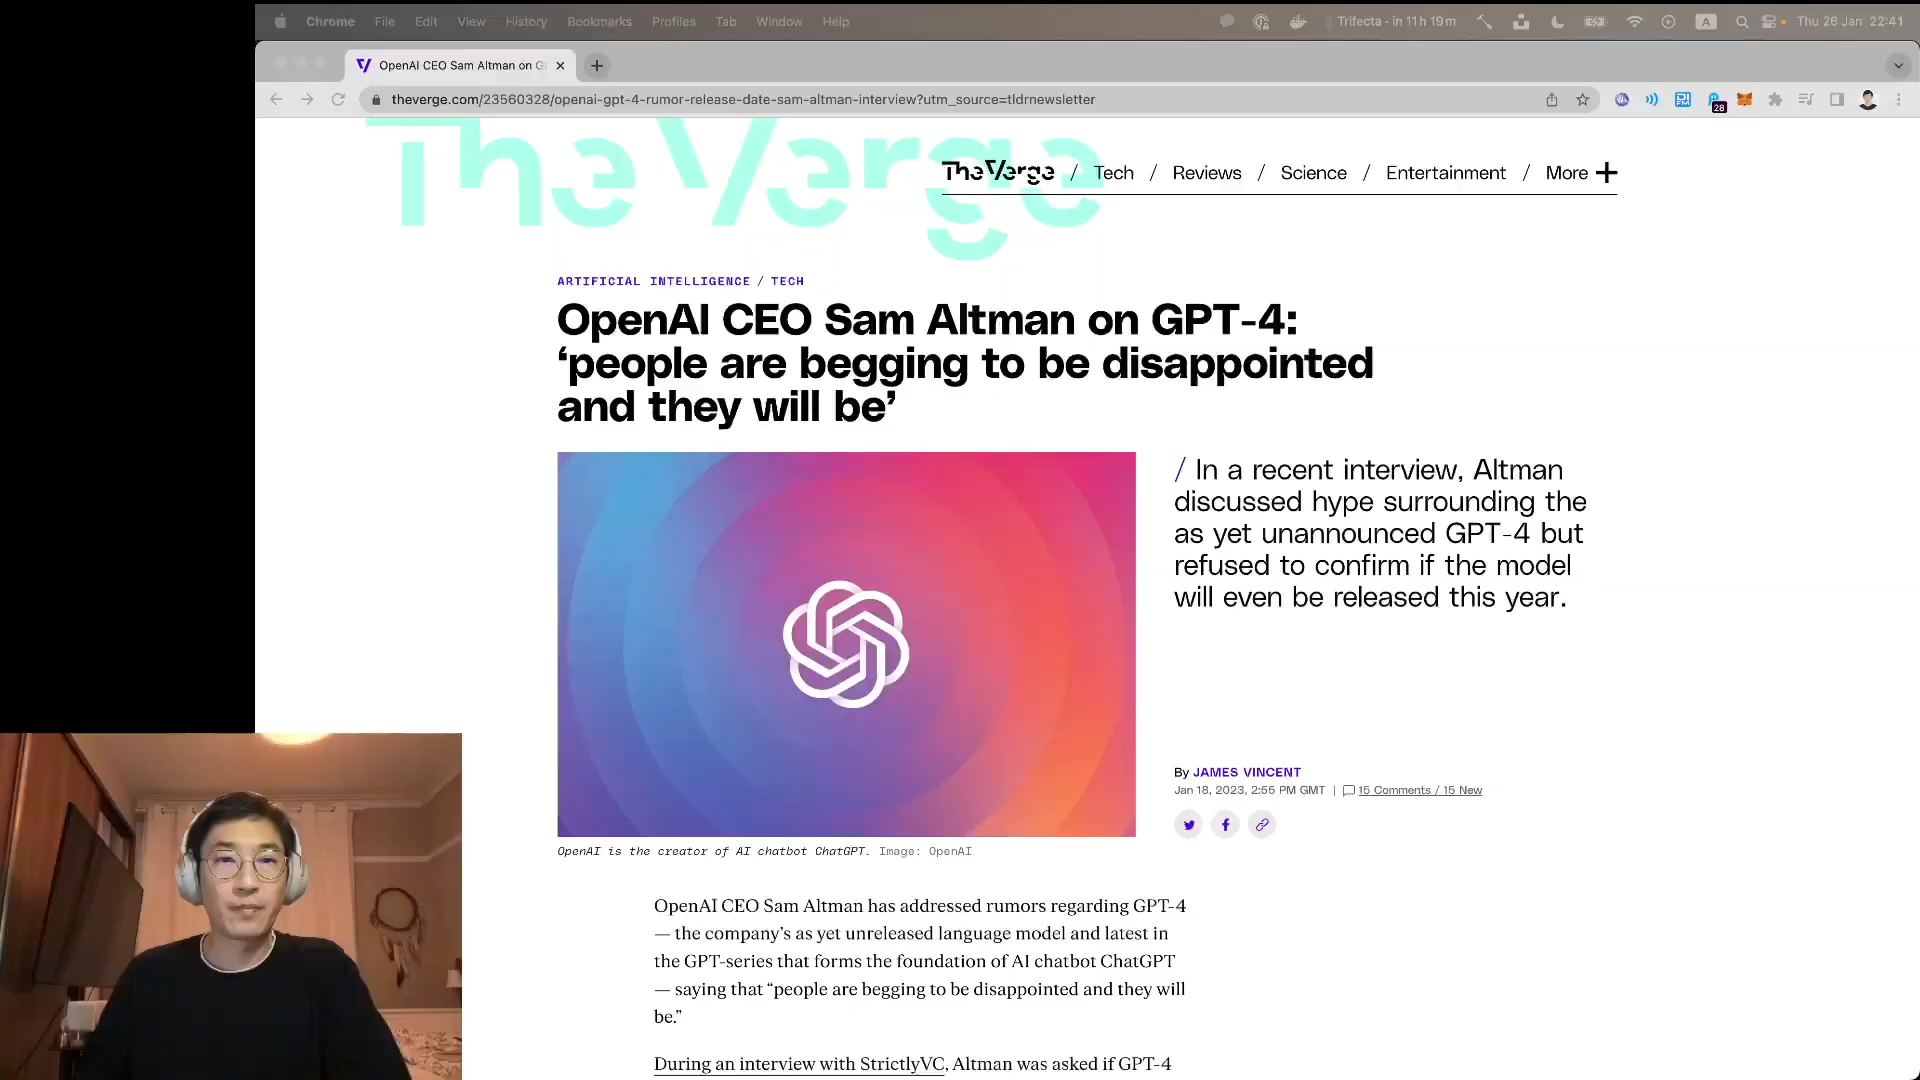 Chrome File Edit View History Bookmarks Profiles Tab Window Help Trifecta · in 11h 19m A Thu 26 Jan 22:41
OpenAI CEO Sam Altman on G
theverge.com/23560328/openai-gpt-4-rumor-release-date-sam-altman-interview?utm_source=tldrnewsletter
28
The Verge
The Verge / Tech / Reviews / Science / Entertainment / More
ARTIFICIAL INTELLIGENCE / TECH
OpenAI CEO Sam Altman on GPT-4:
‘people are begging to be disappointed
and they will be’
/ In a recent interview, Altman
discussed hype surrounding the
as yet unannounced GPT-4 but
refused to confirm if the model
will even be released this year.
By JAMES VINCENT
Jan 18, 2023, 2:55 PM GMT | 15 Comments / 15 New
OpenAI is the creator of AI chatbot ChatGPT. Image: OpenAI
OpenAI CEO Sam Altman has addressed rumors regarding GPT-4
— the company’s as yet unreleased language model and latest in
the GPT-series that forms the foundation of AI chatbot ChatGPT
— saying that “people are begging to be disappointed and they will
be.”
During an interview with StrictlyVC, Altman was asked if GPT-4